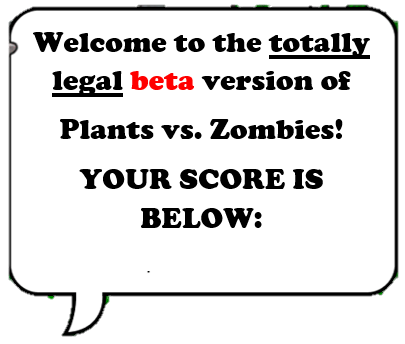 Welcome to the totally
legal beta version of
Plants vs. Zombies!
YOUR SCORE IS
BELOW: